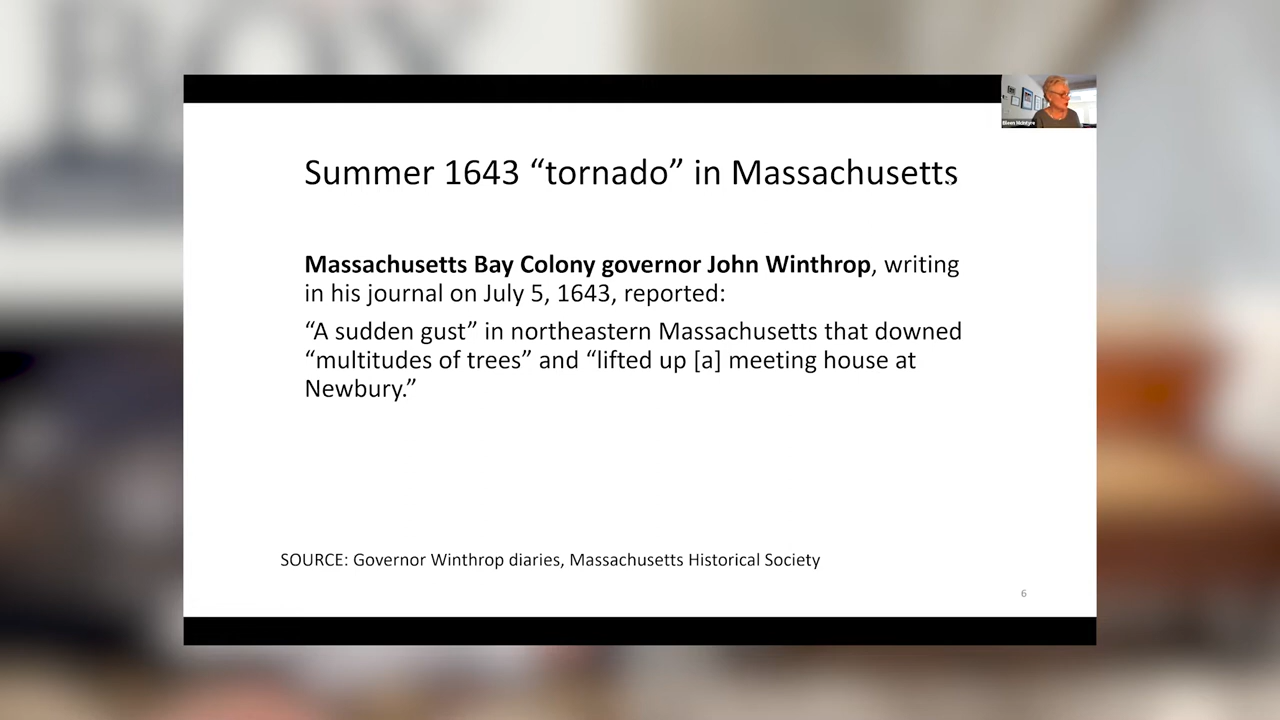 Eileen McIntyre
Summer 1643 “tornado” in Massachusetts
Massachusetts Bay Colony governor John Winthrop, writing
in his journal on July 5, 1643, reported:
“A sudden gust” in northeastern Massachusetts that downed
“multitudes of trees” and “lifted up [a] meeting house at
Newbury.”
SOURCE: Governor Winthrop diaries, Massachusetts Historical Society
6